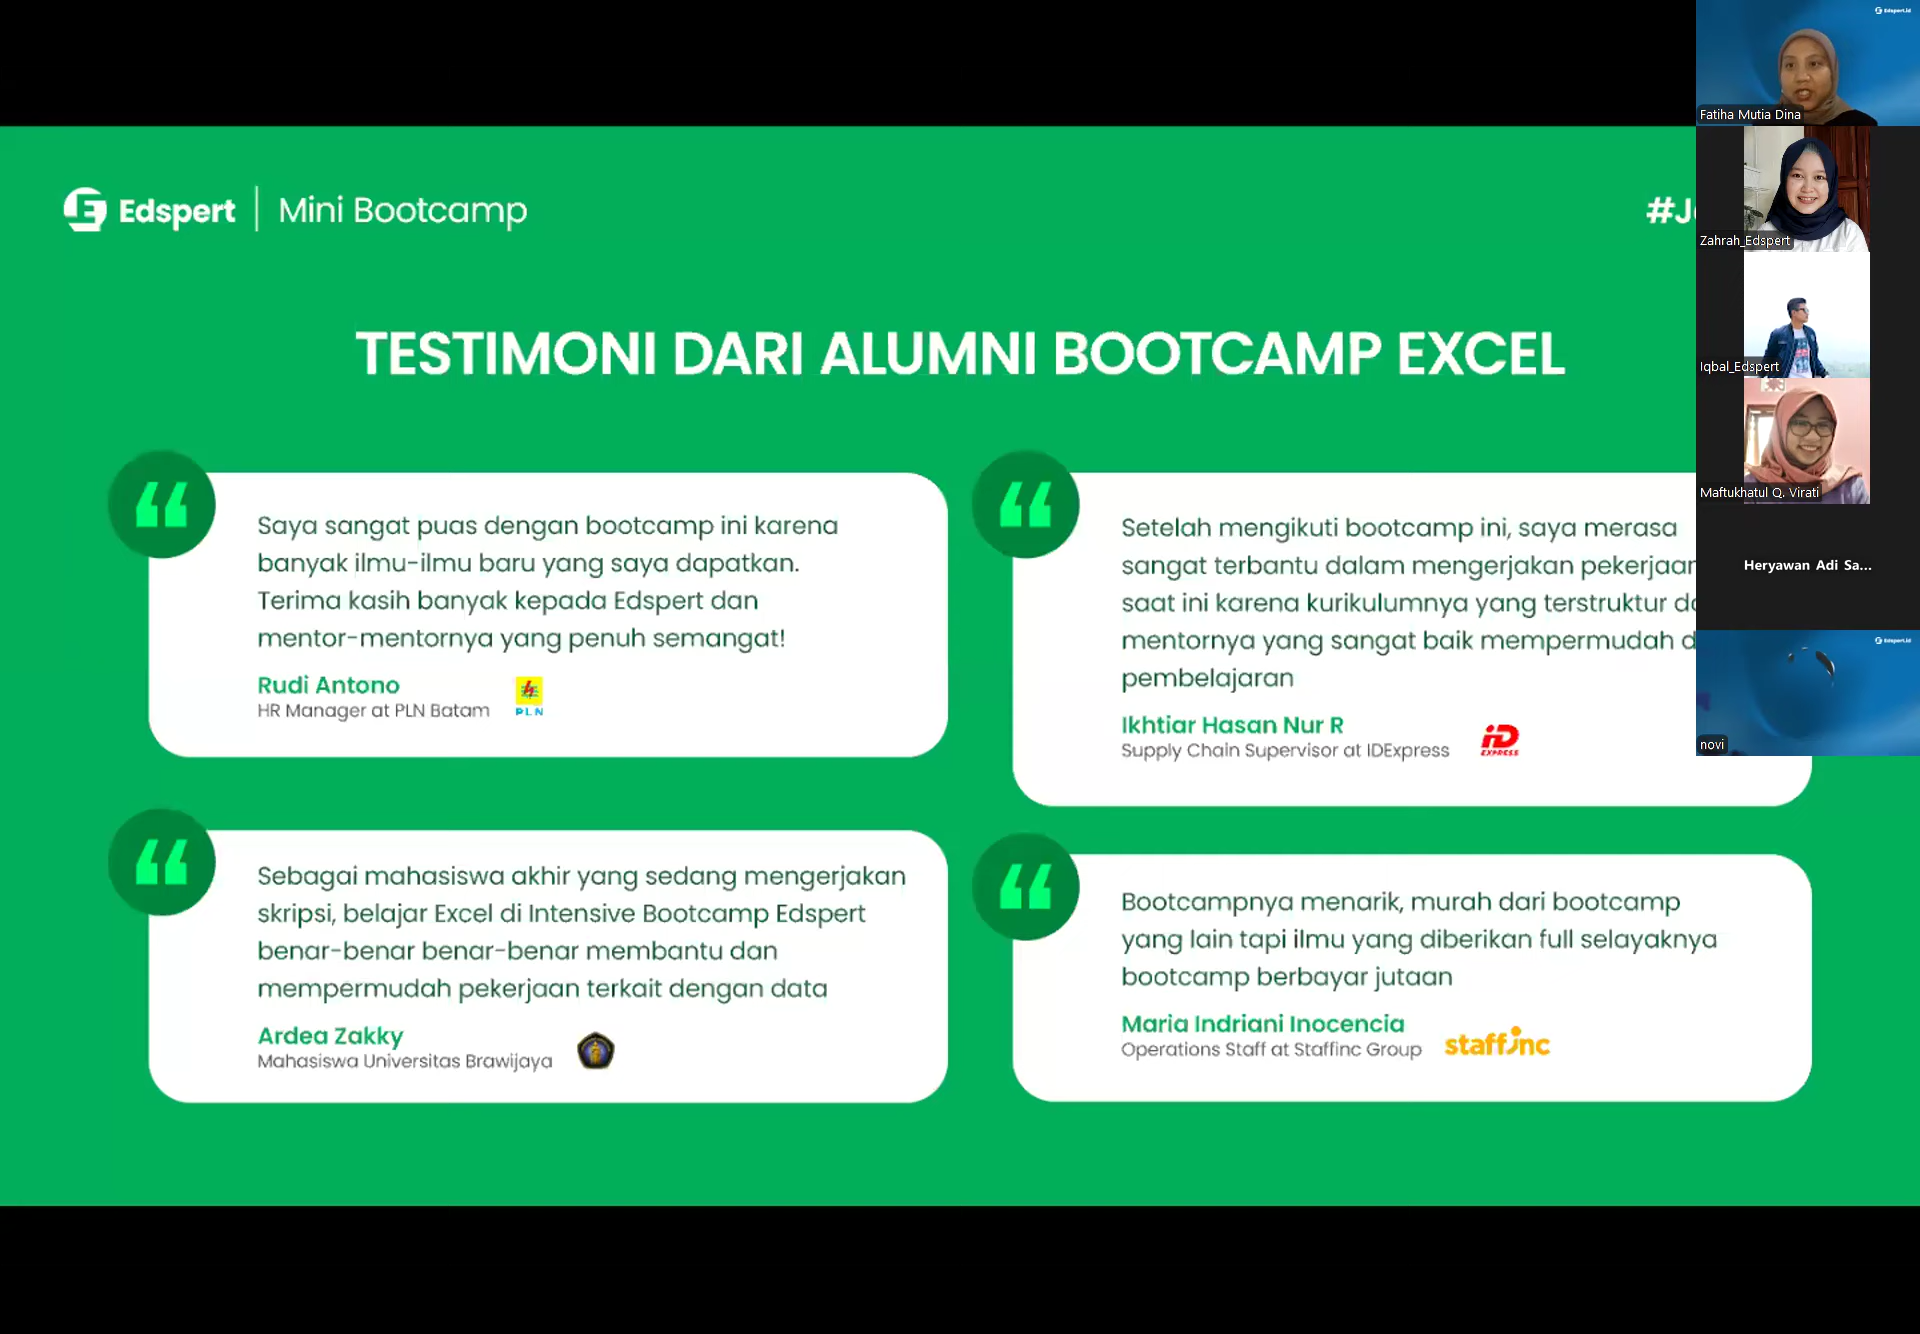 Edspert | Mini Bootcamp
TESTIMONI DARI ALUMNI BOOTCAMP EXCEL
Saya sangat puas dengan bootcamp ini karena
banyak ilmu-ilmu baru yang saya dapatkan.
Terima kasih banyak kepada Edspert dan
mentor-mentornya yang penuh semangat!
Rudi Antono
HR Manager at PLN Batam
PLN
Setelah mengikuti bootcamp ini, saya merasa
sangat terbantu dalam mengerjakan pekerjaan
saat ini karena kurikulumnya yang terstruktur
mentornya yang sangat baik mempermudah
pembelajaran
Ikhtiar Hasan Nur R
Supply Chain Supervisor at IDExpress
iD
EXPRESS
Sebagai mahasiswa akhir yang sedang mengerjakan
skripsi, belajar Excel di Intensive Bootcamp Edspert
benar-benar benar-benar membantu dan
mempermudah pekerjaan terkait dengan data
Ardea Zakky
Mahasiswa Universitas Brawijaya
Bootcampnya menarik, murah dari bootcamp
yang lain tapi ilmu yang diberikan full selayaknya
bootcamp berbayar jutaan
Maria Indriani Inocencia
Operations Staff at Staffinc Group
staffinc
Edspert.id
Fatiha Mutia Dina
Zahrah_Edspert
Iqbal_Edspert
Maftukhatul Q. Virati
Heryawan Adi Sa...
Edspert.id
novi